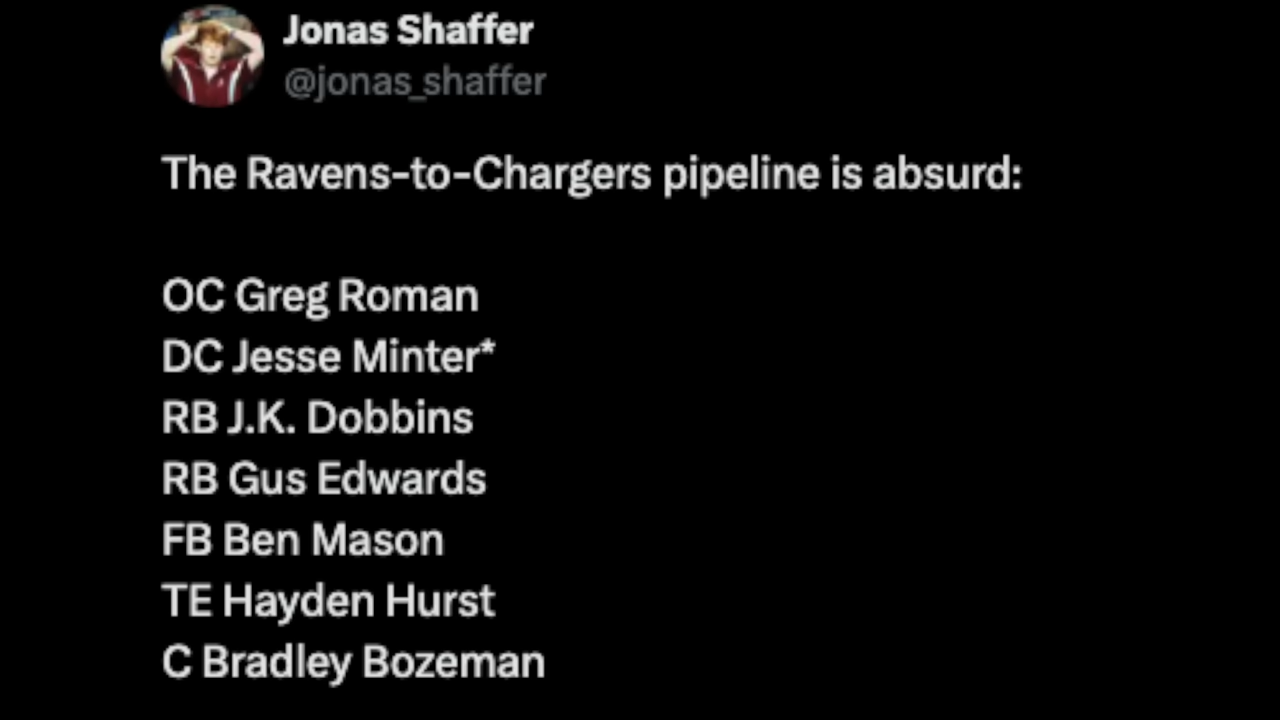 Jonas Shaffer
@jonas_shaffer
The Ravens-to-Chargers pipeline is absurd:
OC Greg Roman
DC Jesse Minter*
RB J.K. Dobbins
RB Gus Edwards
FB Ben Mason
TE Hayden Hurst
C Bradley Bozeman